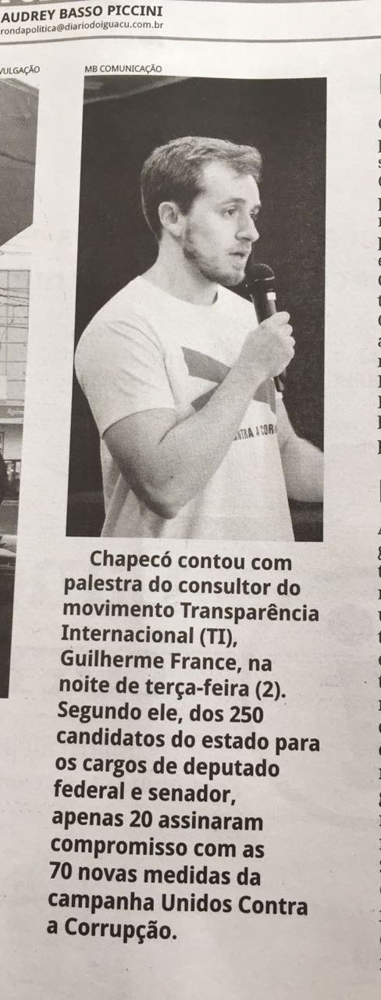 AUDREY BASSO PICCINI
rondapolitica@diariodoiguacu.com.br
VULGAÇÃO
MB COMUNICAÇÃO
NTRA A COR
Chapecó contou com
palestra do consultor do
movimento Transparência
Internacional (TI),
Guilherme France, na
noite de terça-feira (2).
Segundo ele, dos 250
candidatos do estado para
os cargos de deputado
federal e senador,
apenas 20 assinaram
compromisso com as
70 novas medidas da
campanha Unidos Contra
a Corrupção.